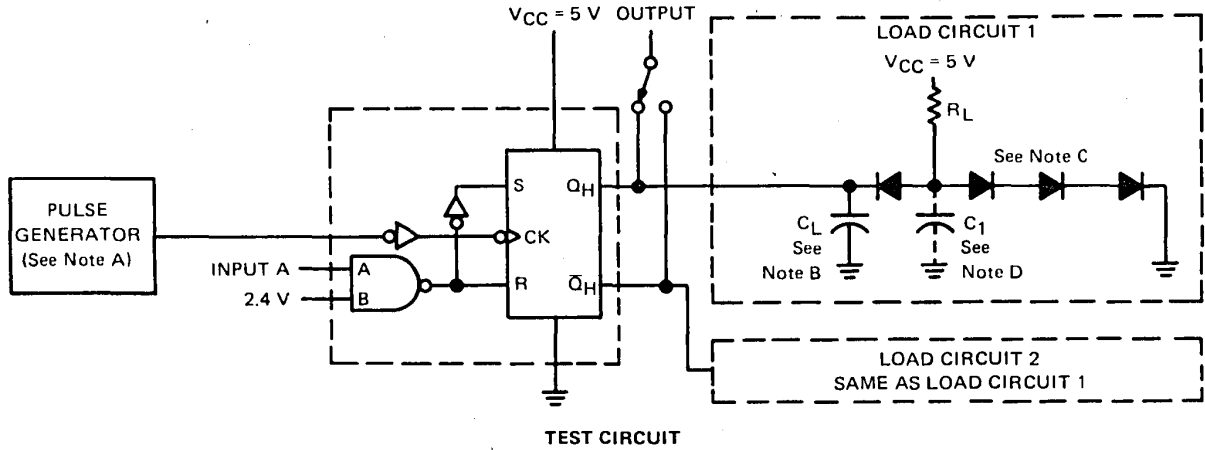 VCC = 5 V OUTPUT
LOAD CIRCUIT 1
VCC = 5 V
RL
See Note C
PULSE
GENERATOR
(See Note A)
S
QH
CK
CL
See
Note B
C1
See
Note D
INPUT A
A
2.4 V
B
R
Q̅H
LOAD CIRCUIT 2
SAME AS LOAD CIRCUIT 1
TEST CIRCUIT